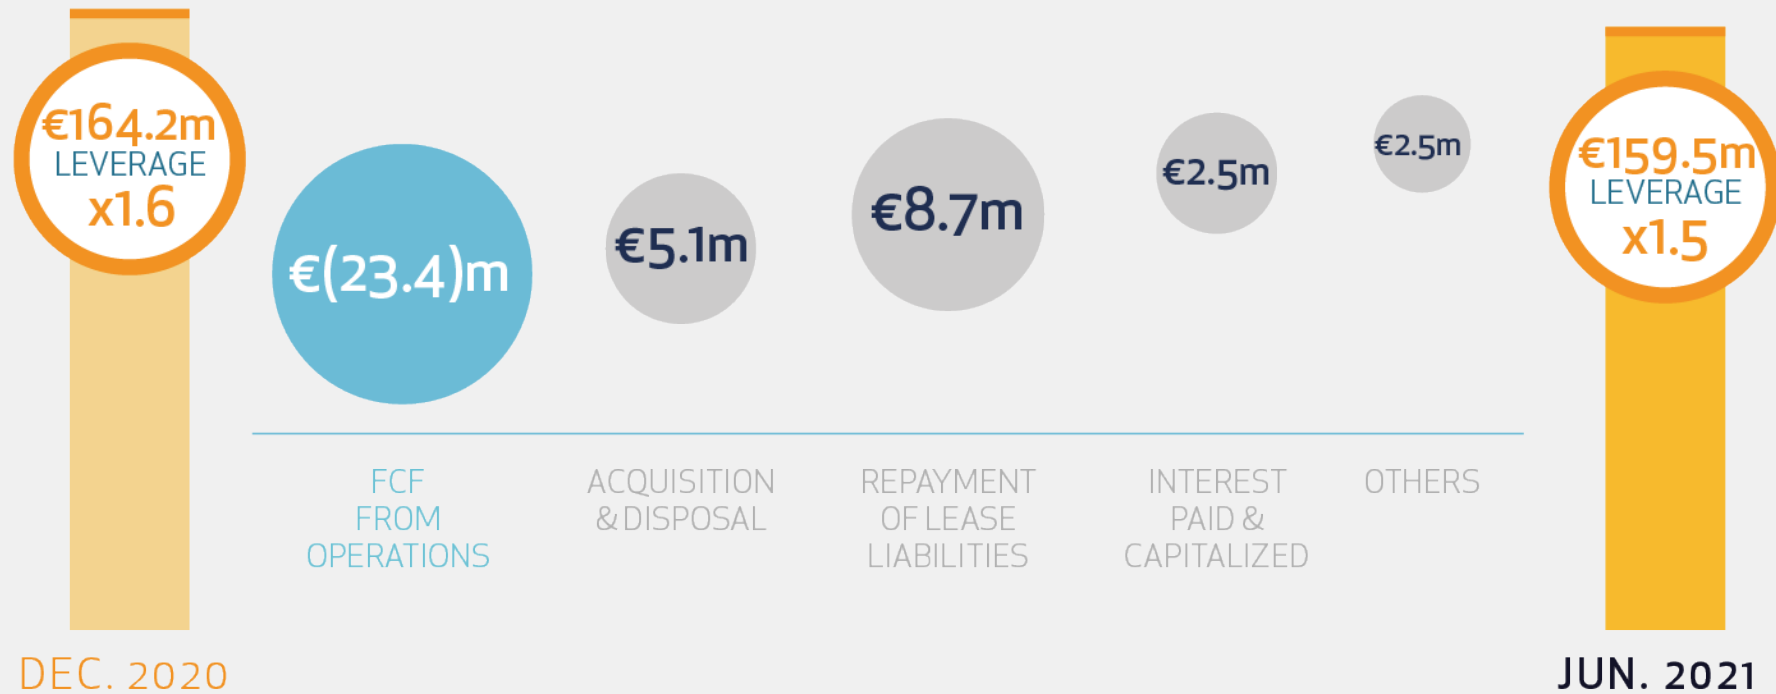 €164.2m
LEVERAGE
x1.6
DEC. 2020
€(23.4)m
FCF
FROM
OPERATIONS
€5.1m
ACQUISITION
& DISPOSAL
€8.7m
REPAYMENT
OF LEASE
LIABILITIES
€2.5m
INTEREST
PAID &
CAPITALIZED
€2.5m
OTHERS
€159.5m
LEVERAGE
x1.5
JUN. 2021